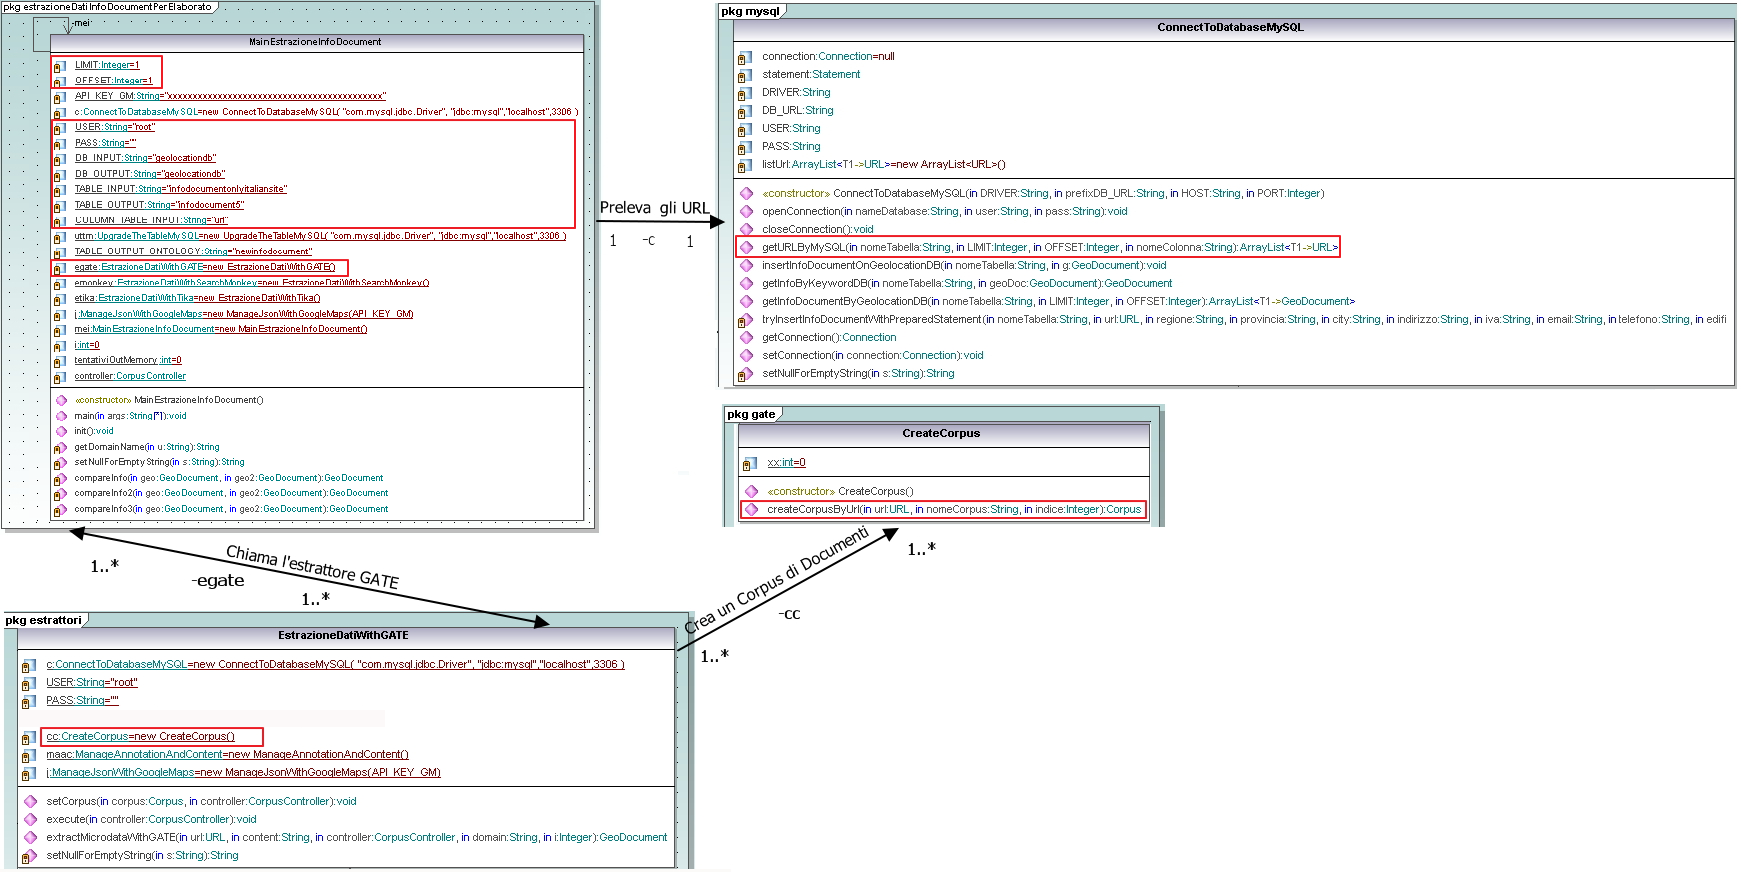 pkg estrazioneDatiInfoDocumentPerElaborato
-mei
MainEstrazioneInfoDocument
LIMIT:Integer=1
OFFSET:Integer=1
API_KEY_GM:String="xxxxxxxxxxxxxxxxxxxxxxxxxxxxxxxxxxxxxxx"
c:ConnectToDatabaseMySQL=new ConnectToDatabaseMySQL( "com.mysql.jdbc.Driver", "jdbc:mysql","localhost",3306 )
USER:String="root"
PASS:String=""
DB_INPUT:String="geolocationdb"
DB_OUTPUT:String="geolocationdb"
TABLE_INPUT:String="infodocumentonlyitaliansite"
TABLE_OUTPUT:String="infodocument5"
COLUMN_TABLE_INPUT:String="url"
uttm:UpgradeTheTableMySQL=new UpgradeTheTableMySQL( "com.mysql.jdbc.Driver", "jdbc:mysql","localhost",3306 )
TABLE_OUTPUT_ONTOLOGY:String="newinfodocument"
egate:EstrazioneDatiWithGATE=new EstrazioneDatiWithGATE()
emonkey:EstrazioneDatiWithSearchMonkey=new EstrazioneDatiWithSearchMonkey()
etika:EstrazioneDatiWithTika=new EstrazioneDatiWithTika()
j:ManageJsonWithGoogleMaps=new ManageJsonWithGoogleMaps(API_KEY_GM)
mei:MainEstrazioneInfoDocument=new MainEstrazioneInfoDocument()
i:int=0
tentativiOutMemory:int=0
controller:CorpusController
«constructor» MainEstrazioneInfoDocument()
main(in args:String[*]):void
init():void
getDomainName(in u:String):String
setNullForEmptyString(in s:String):String
compareInfo(in geo:GeoDocument, in geo2:GeoDocument):GeoDocument
compareInfo2(in geo:GeoDocument, in geo2:GeoDocument):GeoDocument
compareInfo3(in geo:GeoDocument, in geo2:GeoDocument):GeoDocument
Preleva gli URL
1 -c 1
pkg mysql
ConnectToDatabaseMySQL
connection:Connection=null
statement:Statement
DRIVER:String
DB_URL:String
USER:String
PASS:String
listUrl:ArrayList<T1->URL>=new ArrayList<URL>()
«constructor» ConnectToDatabaseMySQL(in DRIVER:String, in prefixDB_URL:String, in HOST:String, in PORT:Integer)
openConnection(in nameDatabase:String, in user:String, in pass:String):void
closeConnection():void
getURLByMySQL(in nomeTabella:String, in LIMIT:Integer, in OFFSET:Integer, in nomeColonna:String):ArrayList<T1->URL>
insertInfoDocumentOnGeolocationDB(in nomeTabella:String, in g:GeoDocument):void
getInfoByKeywordDB(in nomeTabella:String, in geoDoc:GeoDocument):GeoDocument
getInfoDocumentByGeolocationDB(in nomeTabella:String, in LIMIT:Integer, in OFFSET:Integer):ArrayList<T1->GeoDocument>
tryInsertInfoDocumentWithPreparedStatement(in nomeTabella:String, in url:URL, in regione:String, in provincia:String, in city:String, in indirizzo:String, in iva:String, in email:String, in telefono:String, in edifi
getConnection():Connection
setConnection(in connection:Connection):void
setNullForEmptyString(in s:String):String
pkg gate
CreateCorpus
xx:int=0
«constructor» CreateCorpus()
createCorpusByUrl(in url:URL, in nomeCorpus:String, in indice:Integer):Corpus
1..*
Chiama l'estrattore GATE
-egate
1..*
Crea un Corpus di Documenti
1..*
-cc
1..*
pkg estrattori
EstrazioneDatiWithGATE
c:ConnectToDatabaseMySQL=new ConnectToDatabaseMySQL( "com.mysql.jdbc.Driver", "jdbc:mysql","localhost",3306 )
USER:String="root"
PASS:String=""
cc:CreateCorpus=new CreateCorpus()
maac:ManageAnnotationAndContent=new ManageAnnotationAndContent()
j:ManageJsonWithGoogleMaps=new ManageJsonWithGoogleMaps(API_KEY_GM)
setCorpus(in corpus:Corpus, in controller:CorpusController):void
execute(in controller:CorpusController):void
extractMicrodataWithGATE(in url:URL, in content:String, in controller:CorpusController, in domain:String, in i:Integer):GeoDocument
setNullForEmptyString(in s:String):String